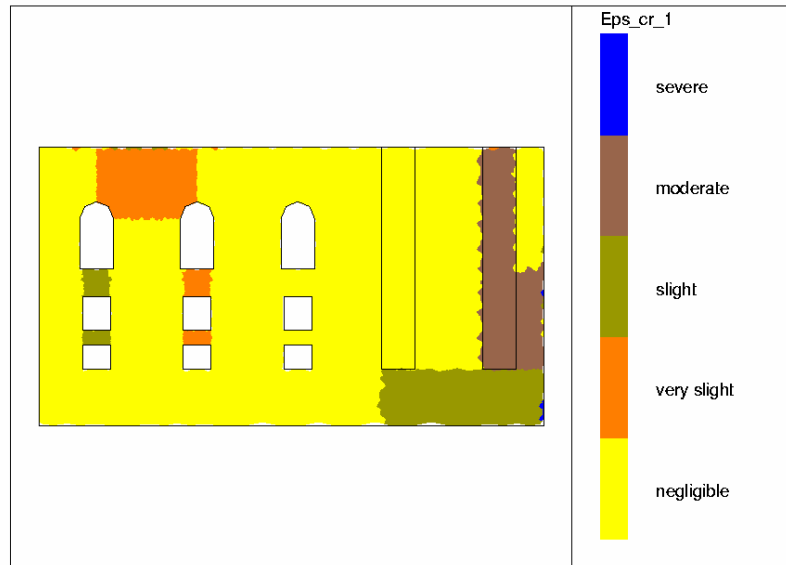 Eps_cr_1
severe
moderate
slight
very slight
negligible